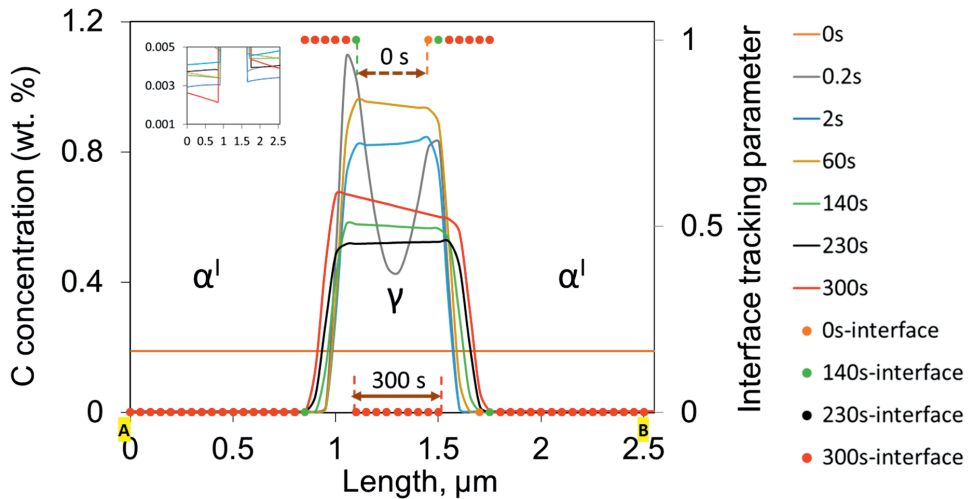 C concentration (wt. %)
1.2
0.8
0.4
0
0.005
0.003
0.001
0 0.5 1 1.5 2 2.5
0 s
αᴵ
γ
αᴵ
300 s
A
B
0 0.5 1 1.5 2 2.5
Length, μm
1
0.5
0
Interface tracking parameter
0s
0.2s
2s
60s
140s
230s
300s
0s-interface
140s-interface
230s-interface
300s-interface